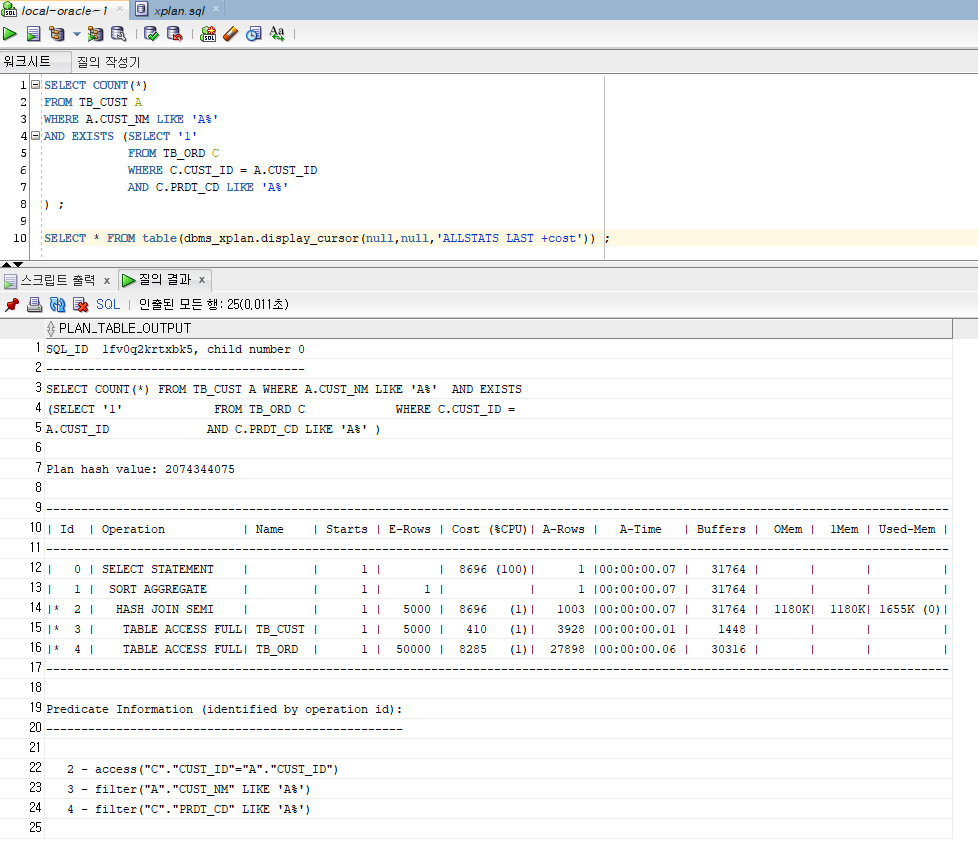 local-oracle~1 × xplan.sql ×
워크시트 질의 작성기
1 SELECT COUNT(*)
2 FROM TB_CUST A
3 WHERE A.CUST_NM LIKE 'A%'
4 AND EXISTS (SELECT '1'
5 FROM TB_ORD C
6 WHERE C.CUST_ID = A.CUST_ID
7 AND C.PRDT_CD LIKE 'A%'
8 ) ;
9
10 SELECT * FROM table(dbms_xplan.display_cursor(null,null,'ALLSTATS LAST +cost')) ;
스크립트 출력 x 질의 결과 x
SQL | 인출된 모든 행: 25(0,011초)
PLAN_TABLE_OUTPUT
1 SQL_ID  1fv0q2krtxbk5, child number 0
2 -------------------------------------
3 SELECT COUNT(*) FROM TB_CUST A WHERE A.CUST_NM LIKE 'A%'  AND EXISTS
4 (SELECT '1'             FROM TB_ORD C             WHERE C.CUST_ID =
5 A.CUST_ID              AND C.PRDT_CD LIKE 'A%' )
6
7 Plan hash value: 2074344075
8
9 ---------------------------------------------------------------------------------------------------------------------------------
10 | Id  | Operation           | Name    | Starts | E-Rows | Cost (%CPU)| A-Rows |   A-Time   | Buffers |  OMem |  1Mem | Used-Mem |
11 ---------------------------------------------------------------------------------------------------------------------------------
12 |   0 | SELECT STATEMENT    |         |      1 |        |  8696 (100)|      1 |00:00:00.07 |   31764 |       |       |          |
13 |   1 |  SORT AGGREGATE     |         |      1 |      1 |            |      1 |00:00:00.07 |   31764 |       |       |          |
14 |*  2 |   HASH JOIN SEMI    |         |      1 |   5000 |  8696   (1)|   1003 |00:00:00.07 |   31764 |  1180K|  1180K| 1655K (0)|
15 |*  3 |    TABLE ACCESS FULL| TB_CUST |      1 |   5000 |   410   (1)|   3928 |00:00:00.01 |    1448 |       |       |          |
16 |*  4 |    TABLE ACCESS FULL| TB_ORD  |      1 |  50000 |  8285   (1)|  27898 |00:00:00.06 |   30316 |       |       |          |
17 ---------------------------------------------------------------------------------------------------------------------------------
18
19 Predicate Information (identified by operation id):
20 ---------------------------------------------------
21
22    2 - access("C"."CUST_ID"="A"."CUST_ID")
23    3 - filter("A"."CUST_NM" LIKE 'A%')
24    4 - filter("C"."PRDT_CD" LIKE 'A%')
25